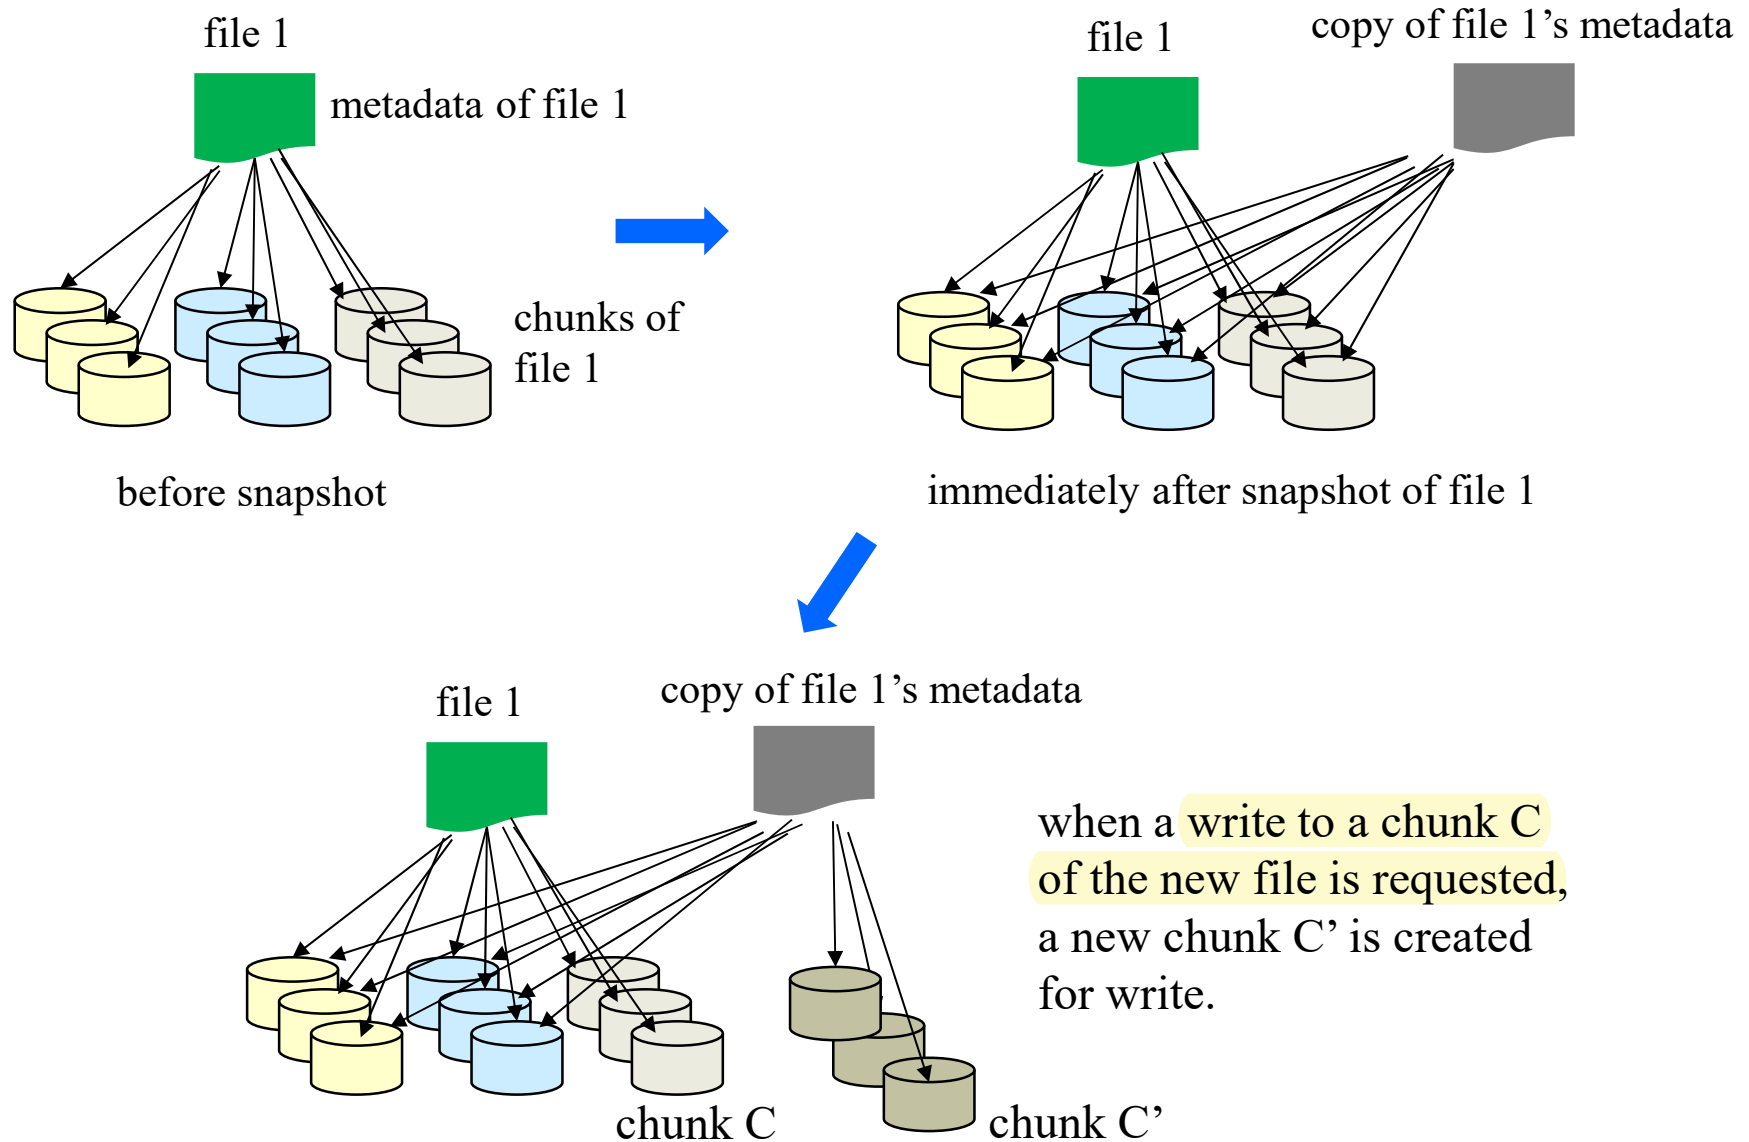 file 1
metadata of file 1
chunks of
file 1
before snapshot
file 1
copy of file 1’s metadata
immediately after snapshot of file 1
file 1
copy of file 1’s metadata
when a write to a chunk C
of the new file is requested,
a new chunk C’ is created
for write.
chunk C
chunk C’